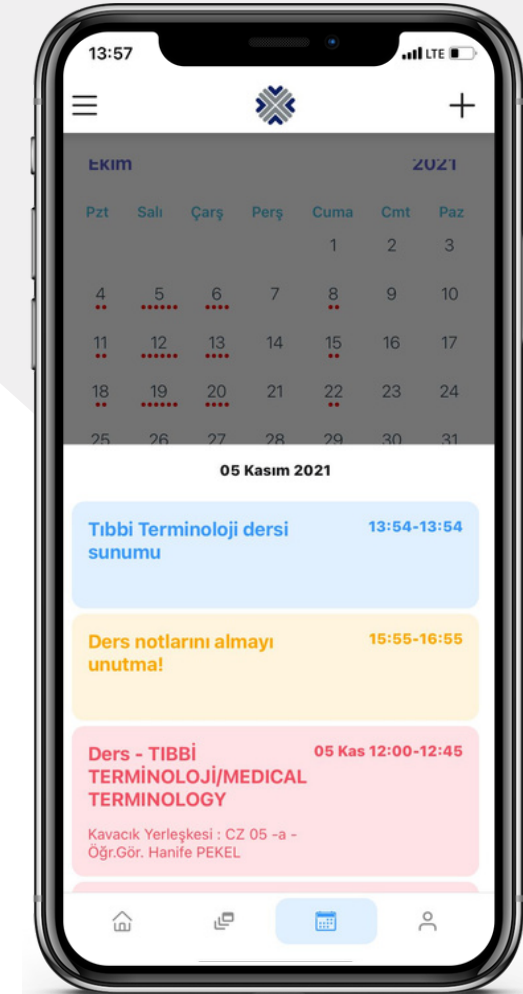 13:57 LTE
Ekim 2021
Pzt Salı Çarş Perş Cuma Cmt Paz
1 2 3
4 5 6 7 8 9 10
11 12 13 14 15 16 17
18 19 20 21 22 23 24
25 26 27 28 29 30 31
05 Kasım 2021
Tıbbi Terminoloji dersi 13:54-13:54
sunumu
Ders notlarını almayı 15:55-16:55
unutma!
Ders - TIBBİ 05 Kas 12:00-12:45
TERMİNOLOJİ/MEDICAL
TERMINOLOGY
Kavacık Yerleşkesi : CZ 05 -a -
Öğr.Gör. Hanife PEKEL